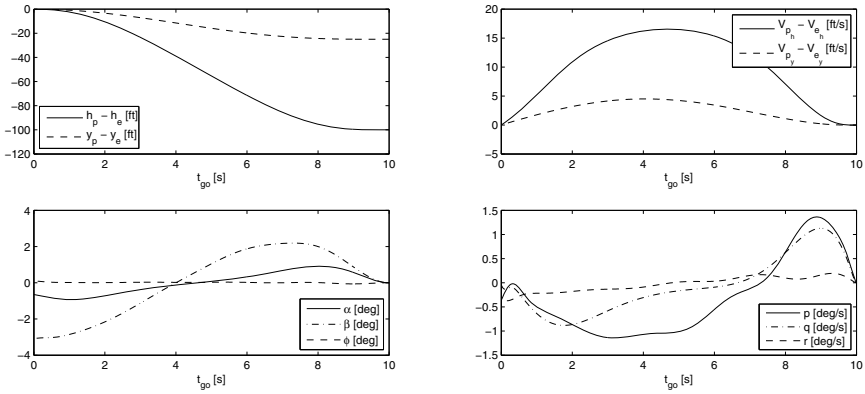 0
−20
−40
−60
−80
−100
−120
0 2 4 6 8 10
t_go [s]
h_p − h_e [ft]
y_p − y_e [ft]
20
15
10
5
0
−5
0 2 4 6 8 10
t_go [s]
V_p_h − V_e_h [ft/s]
V_p_y − V_e_y [ft/s]
4
2
0
−2
−4
0 2 4 6 8 10
t_go [s]
α [deg]
β [deg]
ϕ [deg]
1.5
1
0.5
0
−0.5
−1
−1.5
0 2 4 6 8 10
t_go [s]
p [deg/s]
q [deg/s]
r [deg/s]